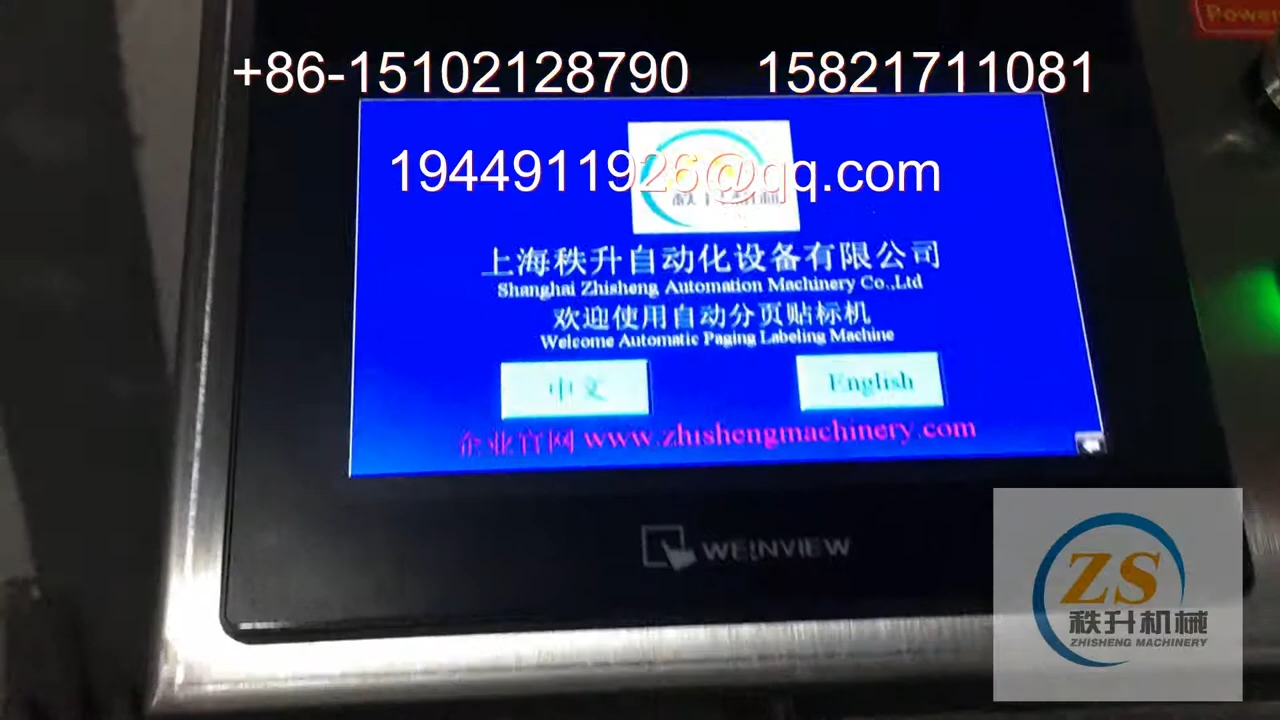 Power
+86-15102128790 15821711081
1944911926@qq.com
上海秩升自动化设备有限公司
Shanghai Zhisheng Automation Machinery Co.,Ltd
欢迎使用自动分页贴标机
Welcome Automatic Paging Labeling Machine
中文 English
企业官网 www.zhishengmachinery.com
WEINVIEW
ZS
秩升机械
ZHISHENG MACHINERY